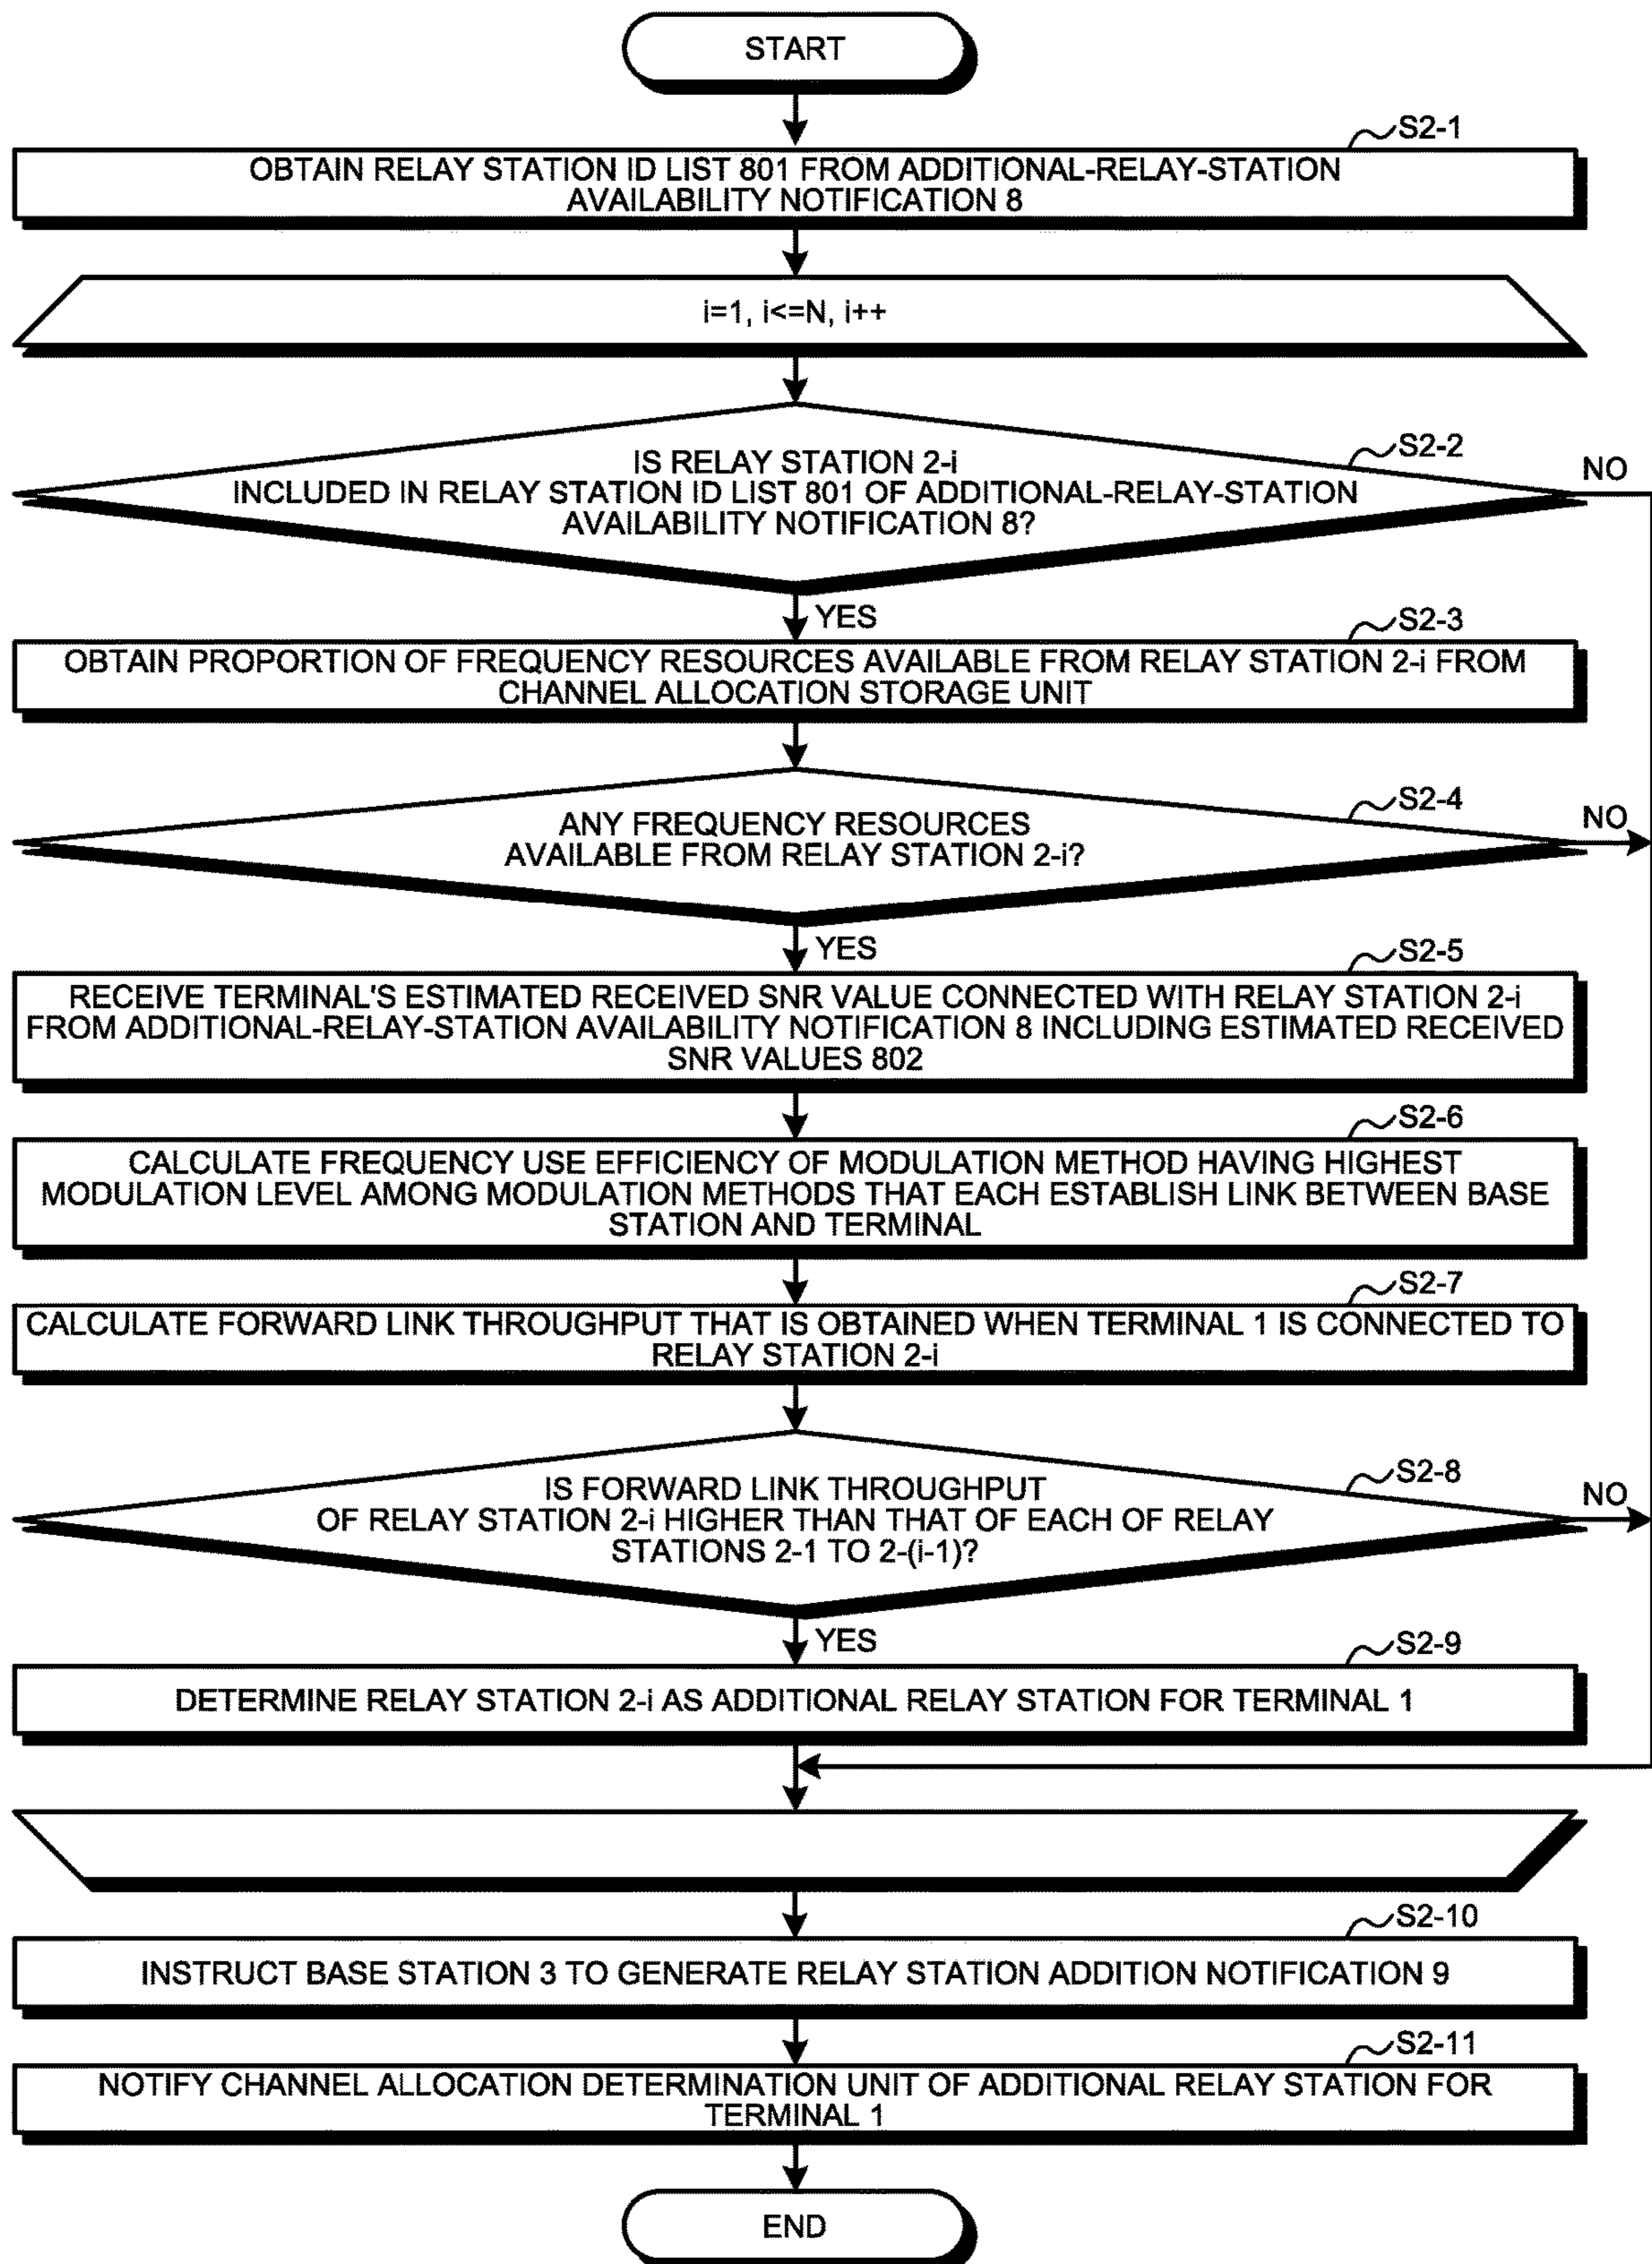 START
S2-1
OBTAIN RELAY STATION ID LIST 801 FROM ADDITIONAL-RELAY-STATION
AVAILABILITY NOTIFICATION 8
i=1, i<=N, i++
S2-2
IS RELAY STATION 2-i
INCLUDED IN RELAY STATION ID LIST 801 OF ADDITIONAL-RELAY-STATION
AVAILABILITY NOTIFICATION 8?
NO
YES
S2-3
OBTAIN PROPORTION OF FREQUENCY RESOURCES AVAILABLE FROM RELAY STATION 2-i FROM
CHANNEL ALLOCATION STORAGE UNIT
S2-4
ANY FREQUENCY RESOURCES
AVAILABLE FROM RELAY STATION 2-i?
NO
YES
S2-5
RECEIVE TERMINAL'S ESTIMATED RECEIVED SNR VALUE CONNECTED WITH RELAY STATION 2-i
FROM ADDITIONAL-RELAY-STATION AVAILABILITY NOTIFICATION 8 INCLUDING ESTIMATED RECEIVED
SNR VALUES 802
S2-6
CALCULATE FREQUENCY USE EFFICIENCY OF MODULATION METHOD HAVING HIGHEST
MODULATION LEVEL AMONG MODULATION METHODS THAT EACH ESTABLISH LINK BETWEEN BASE
STATION AND TERMINAL
S2-7
CALCULATE FORWARD LINK THROUGHPUT THAT IS OBTAINED WHEN TERMINAL 1 IS CONNECTED TO
RELAY STATION 2-i
S2-8
IS FORWARD LINK THROUGHPUT
OF RELAY STATION 2-i HIGHER THAN THAT OF EACH OF RELAY
STATIONS 2-1 TO 2-(i-1)?
NO
YES
S2-9
DETERMINE RELAY STATION 2-i AS ADDITIONAL RELAY STATION FOR TERMINAL 1
S2-10
INSTRUCT BASE STATION 3 TO GENERATE RELAY STATION ADDITION NOTIFICATION 9
S2-11
NOTIFY CHANNEL ALLOCATION DETERMINATION UNIT OF ADDITIONAL RELAY STATION FOR
TERMINAL 1
END